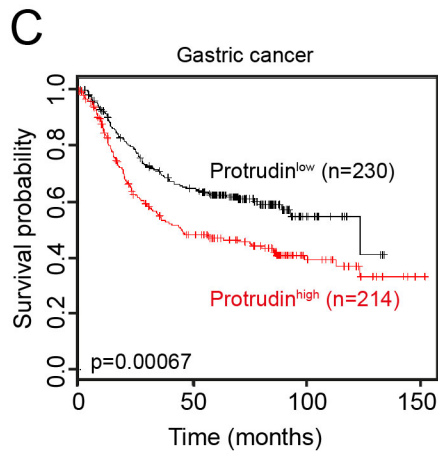 C
Gastric cancer
Survival probability
1.0
0.8
0.6
0.4
0.2
0.0
Protrudinlow (n=230)
Protrudinhigh (n=214)
p=0.00067
0 50 100 150
Time (months)